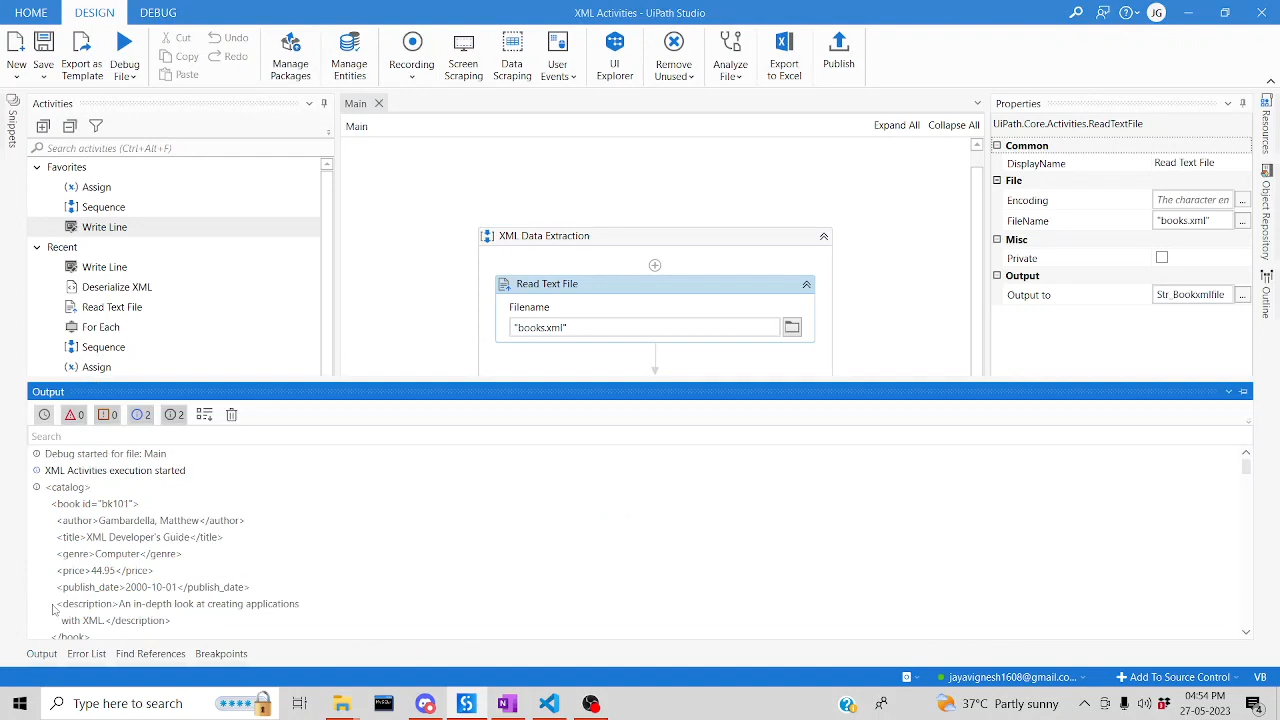 HOME DESIGN DEBUG XML Activities - UiPath Studio JG
New Save Export as Template Debug File Cut Copy Paste Undo Redo Manage Packages Manage Entities Recording Screen Scraping Data Scraping User Events UI Explorer Remove Unused Analyze File Export to Excel Publish
Snippets
Activities
Search activities (Ctrl+Alt+F)
Favorites
Assign
Sequence
Write Line
Recent
Write Line
Deserialize XML
Read Text File
For Each
Sequence
Assign
Main
Main Expand All Collapse All
XML Data Extraction
Read Text File
Filename
"books.xml"
Properties
UiPath.Core.Activities.ReadTextFile
Common
DisplayName Read Text File
File
Encoding The character en ...
FileName "books.xml" ...
Misc
Private
Output
Output to Str_Bookxmlfile ...
Resources
Object Repository
Outline
Output
0 0 2 2
Search
Debug started for file: Main
XML Activities execution started
<catalog>
<book id="bk101">
<author>Gambardella, Matthew</author>
<title>XML Developer's Guide</title>
<genre>Computer</genre>
<price>44.95</price>
<publish_date>2000-10-01</publish_date>
<description>An in-depth look at creating applications
with XML.</description>
</book>
Output Error List Find References Breakpoints
jayavignesh1608@gmail.co... Add To Source Control VB
Type here to search 37°C Partly sunny 04:54 PM
27-05-2023 4